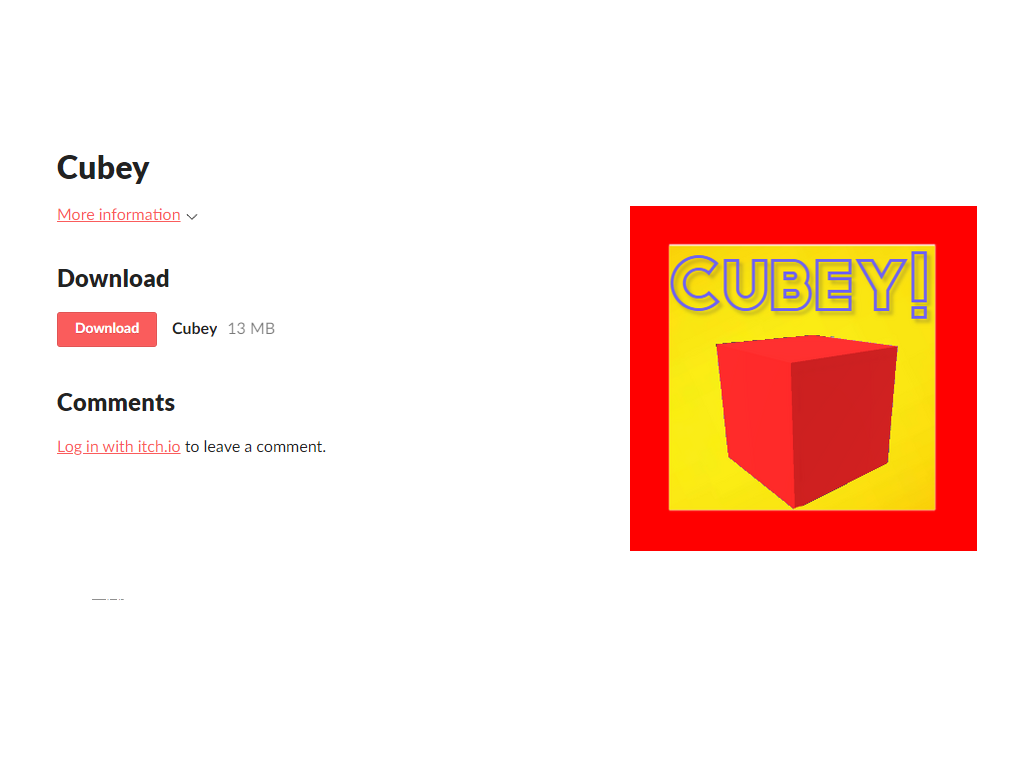 Cubey
More information
Download
Download Cubey 13 MB
Comments
Log in with itch.io to leave a comment.
CUBEY!